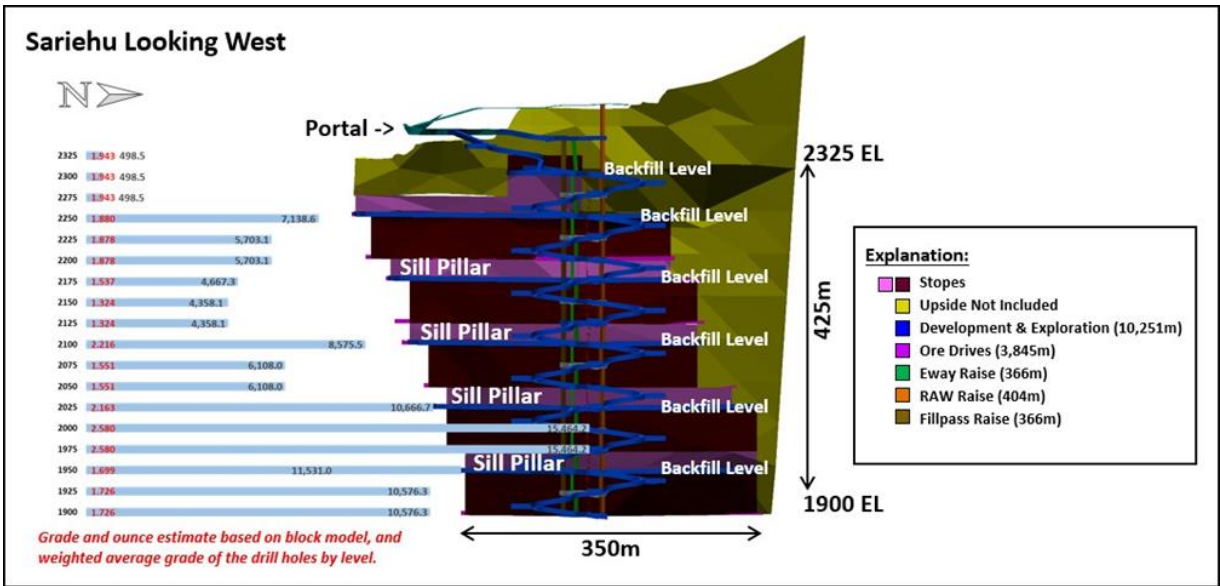 Sariehu Looking West
N
Portal ->
2325 1.943 498.5
2300 1.943 498.5
2275 1.943 498.5
2250 1.880 7,138.6
2225 1.878 5,703.1
2200 1.878 5,703.1
2175 1.537 4,667.3
2150 1.324 4,358.1
2125 1.324 4,358.1
2100 2.216 8,575.5
2075 1.551 6,108.0
2050 1.551 6,108.0
2025 2.163 10,666.7
2000 2.580 15,464.2
1975 2.580 15,464.2
1950 1.699 11,531.0
1925 1.726 10,576.3
1900 1.726 10,576.3
Grade and ounce estimate based on block model, and
weighted average grade of the drill holes by level.
Backfill Level
Backfill Level
Sill Pillar
Backfill Level
Sill Pillar
Backfill Level
Sill Pillar
Backfill Level
Sill Pillar
Backfill Level
2325 EL
425m
1900 EL
350m
Explanation:
Stopes
Upside Not Included
Development & Exploration (10,251m)
Ore Drives (3,845m)
Eway Raise (366m)
RAW Raise (404m)
Fillpass Raise (366m)